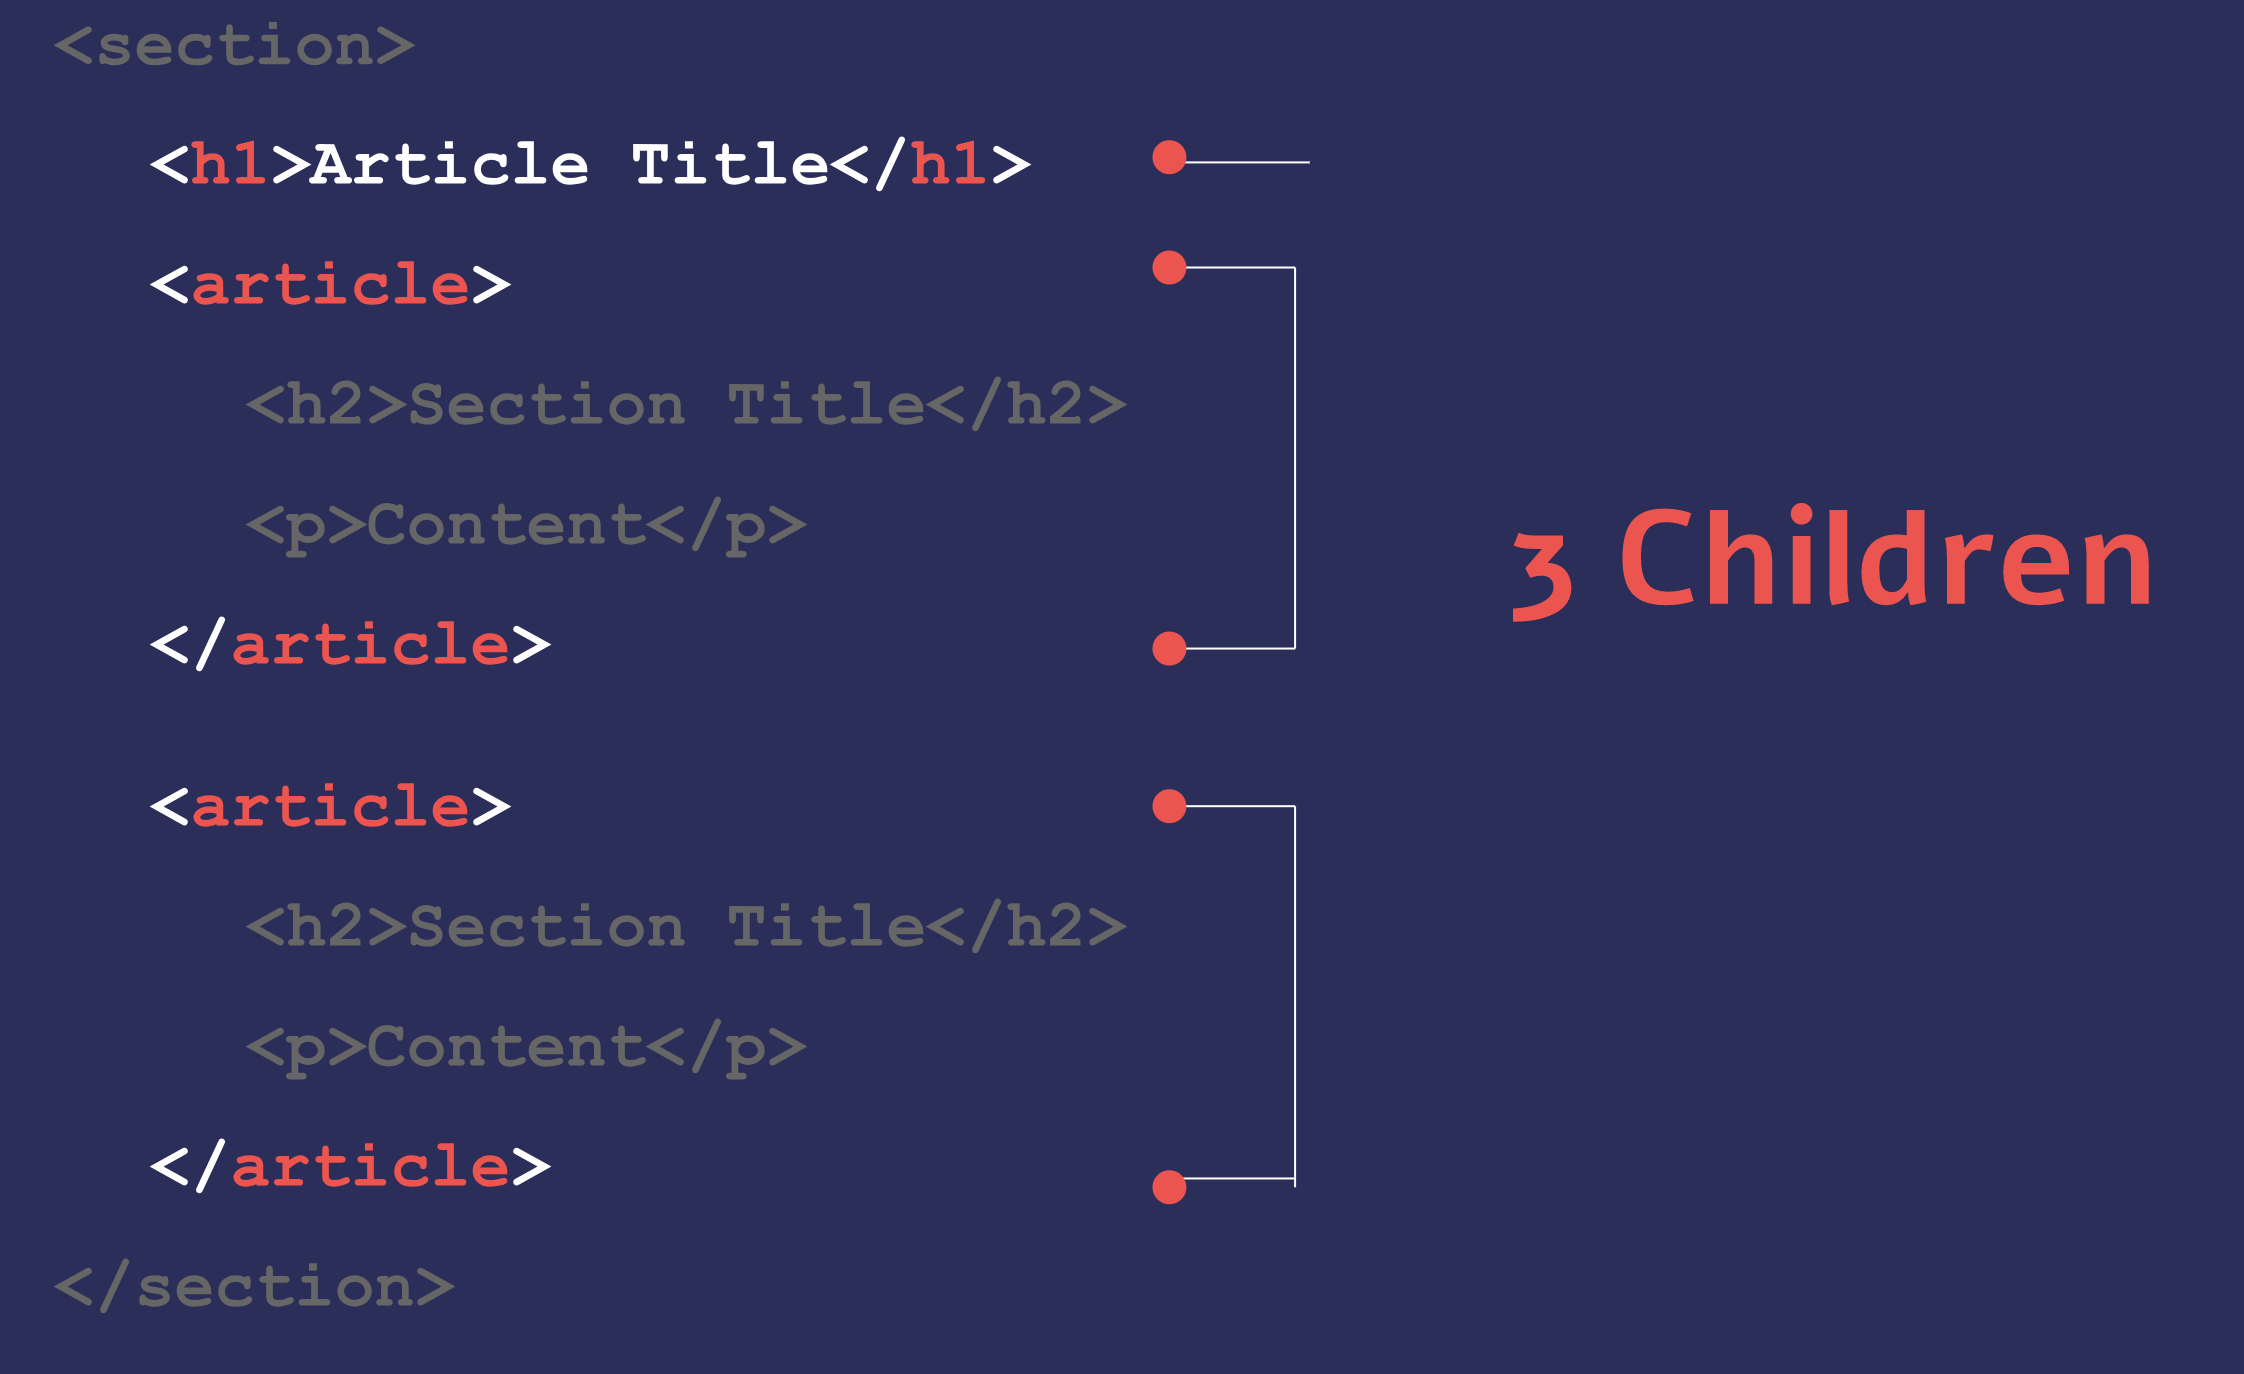 <section>
<h1>Article Title</h1>
<article>
<h2>Section Title</h2>
<p>Content</p>
</article>
3 Children
<article>
<h2>Section Title</h2>
<p>Content</p>
</article>
</section>